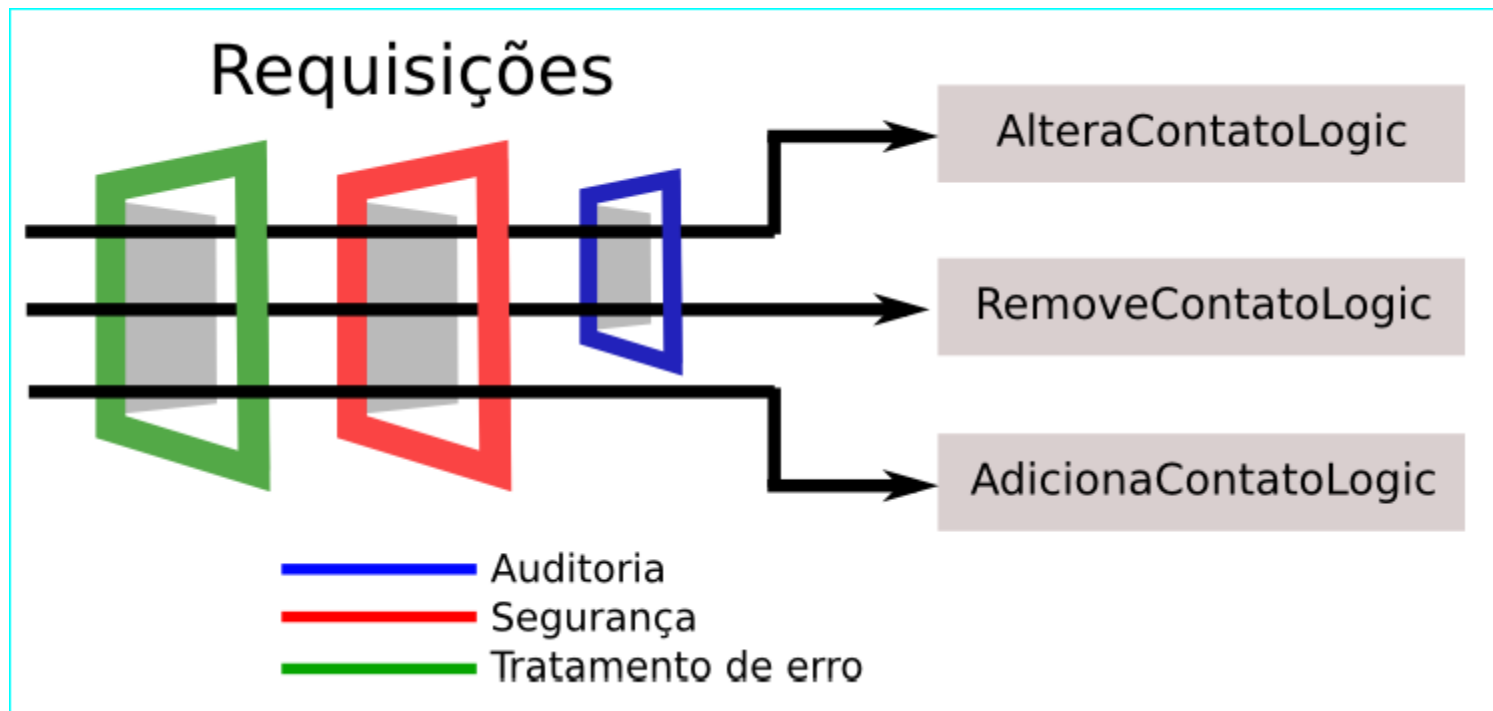 Requisições
AlteraContatoLogic
RemoveContatoLogic
AdicionaContatoLogic
Auditoria
Segurança
Tratamento de erro